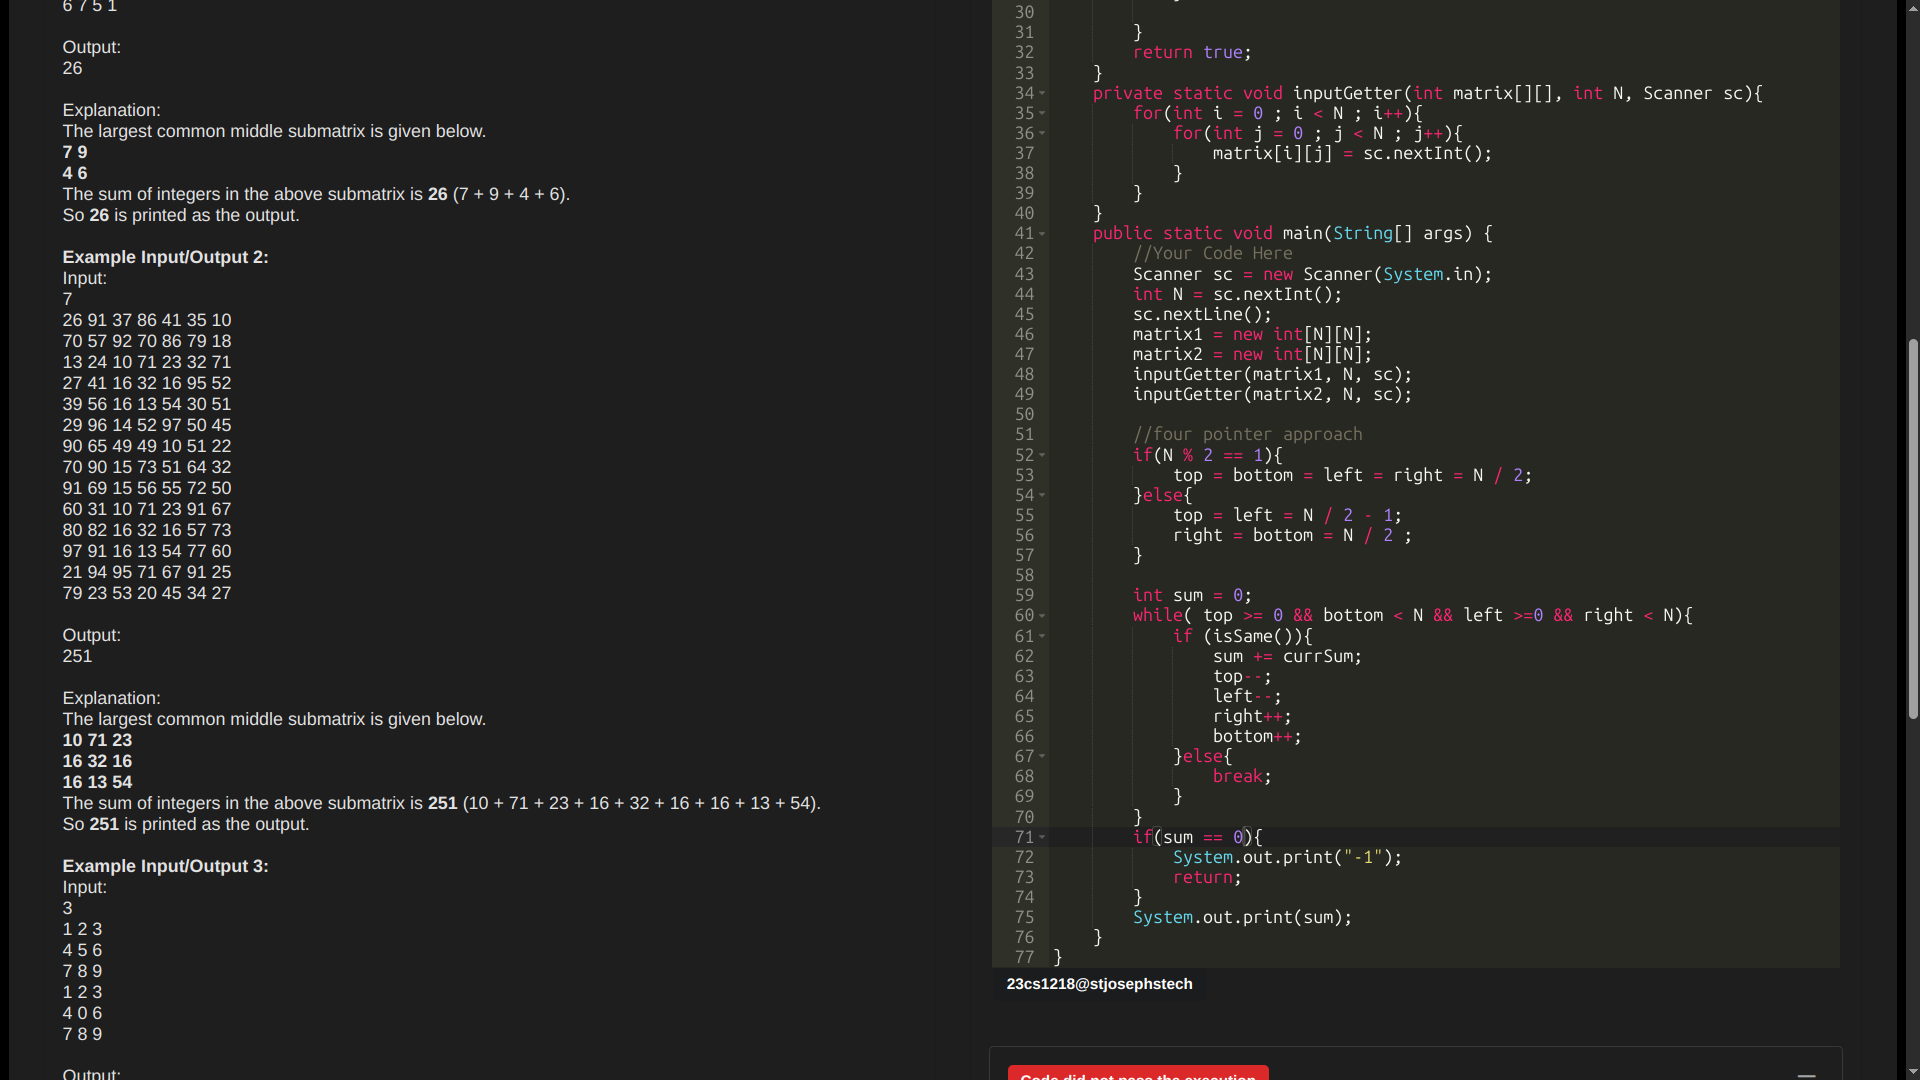 6 7 5 1
Output:
26
Explanation:
The largest common middle submatrix is given below.
7 9
4 6
The sum of integers in the above submatrix is 26 (7 + 9 + 4 + 6).
So 26 is printed as the output.
Example Input/Output 2:
Input:
7
26 91 37 86 41 35 10
70 57 92 70 86 79 18
13 24 10 71 23 32 71
27 41 16 32 16 95 52
39 56 16 13 54 30 51
29 96 14 52 97 50 45
90 65 49 49 10 51 22
70 90 15 73 51 64 32
91 69 15 56 55 72 50
60 31 10 71 23 91 67
80 82 16 32 16 57 73
97 91 16 13 54 77 60
21 94 95 71 67 91 25
79 23 53 20 45 34 27
Output:
251
Explanation:
The largest common middle submatrix is given below.
10 71 23
16 32 16
16 13 54
The sum of integers in the above submatrix is 251 (10 + 71 + 23 + 16 + 32 + 16 + 16 + 13 + 54).
So 251 is printed as the output.
Example Input/Output 3:
Input:
3
1 2 3
4 5 6
7 8 9
1 2 3
4 0 6
7 8 9
Output:
30
31 }
32 return true;
33 }
34 private static void inputGetter(int matrix[][], int N, Scanner sc){
35 for(int i = 0 ; i < N ; i++){
36 for(int j = 0 ; j < N ; j++){
37 matrix[i][j] = sc.nextInt();
38 }
39 }
40 }
41 public static void main(String[] args) {
42 //Your Code Here
43 Scanner sc = new Scanner(System.in);
44 int N = sc.nextInt();
45 sc.nextLine();
46 matrix1 = new int[N][N];
47 matrix2 = new int[N][N];
48 inputGetter(matrix1, N, sc);
49 inputGetter(matrix2, N, sc);
50
51 //four pointer approach
52 if(N % 2 == 1){
53 top = bottom = left = right = N / 2;
54 }else{
55 top = left = N / 2 - 1;
56 right = bottom = N / 2 ;
57 }
58
59 int sum = 0;
60 while( top >= 0 && bottom < N && left >=0 && right < N){
61 if (isSame()){
62 sum += currSum;
63 top--;
64 left--;
65 right++;
66 bottom++;
67 }else{
68 break;
69 }
70 }
71 if(sum == 0){
72 System.out.print("-1");
73 return;
74 }
75 System.out.print(sum);
76 }
77 }
23cs1218@stjosephstech
Code did not pass the execution